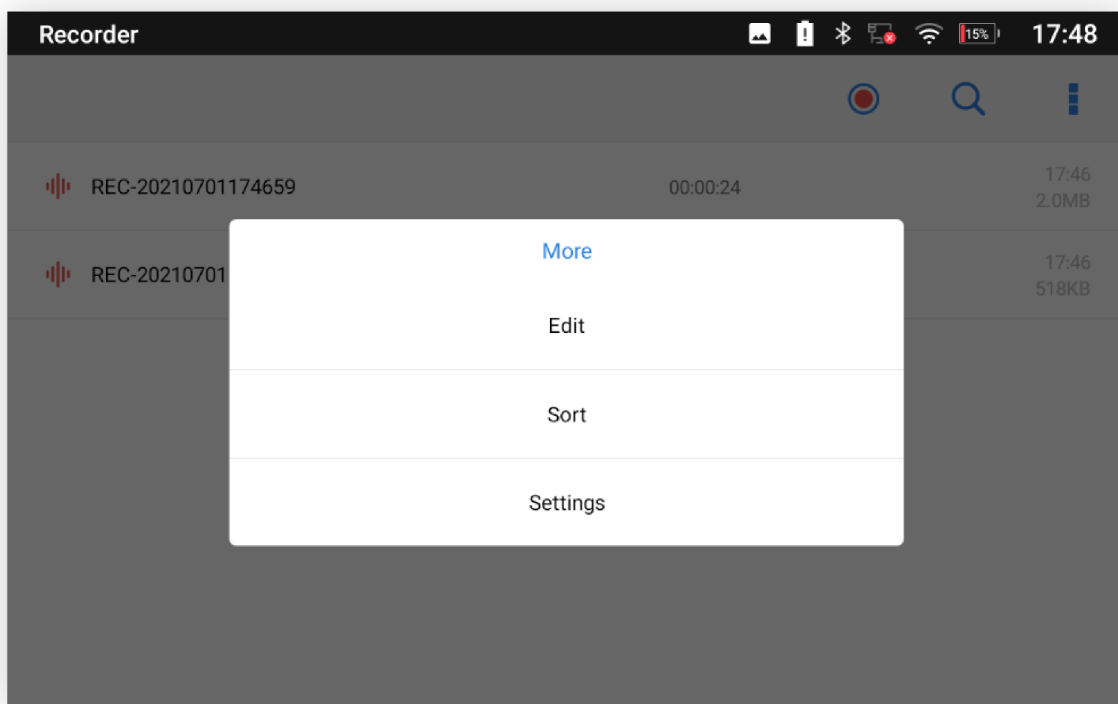 Recorder 15% 17:48
REC-20210701174659 00:00:24 17:46
2.0MB
More
REC-20210701 17:46
518KB
Edit
Sort
Settings